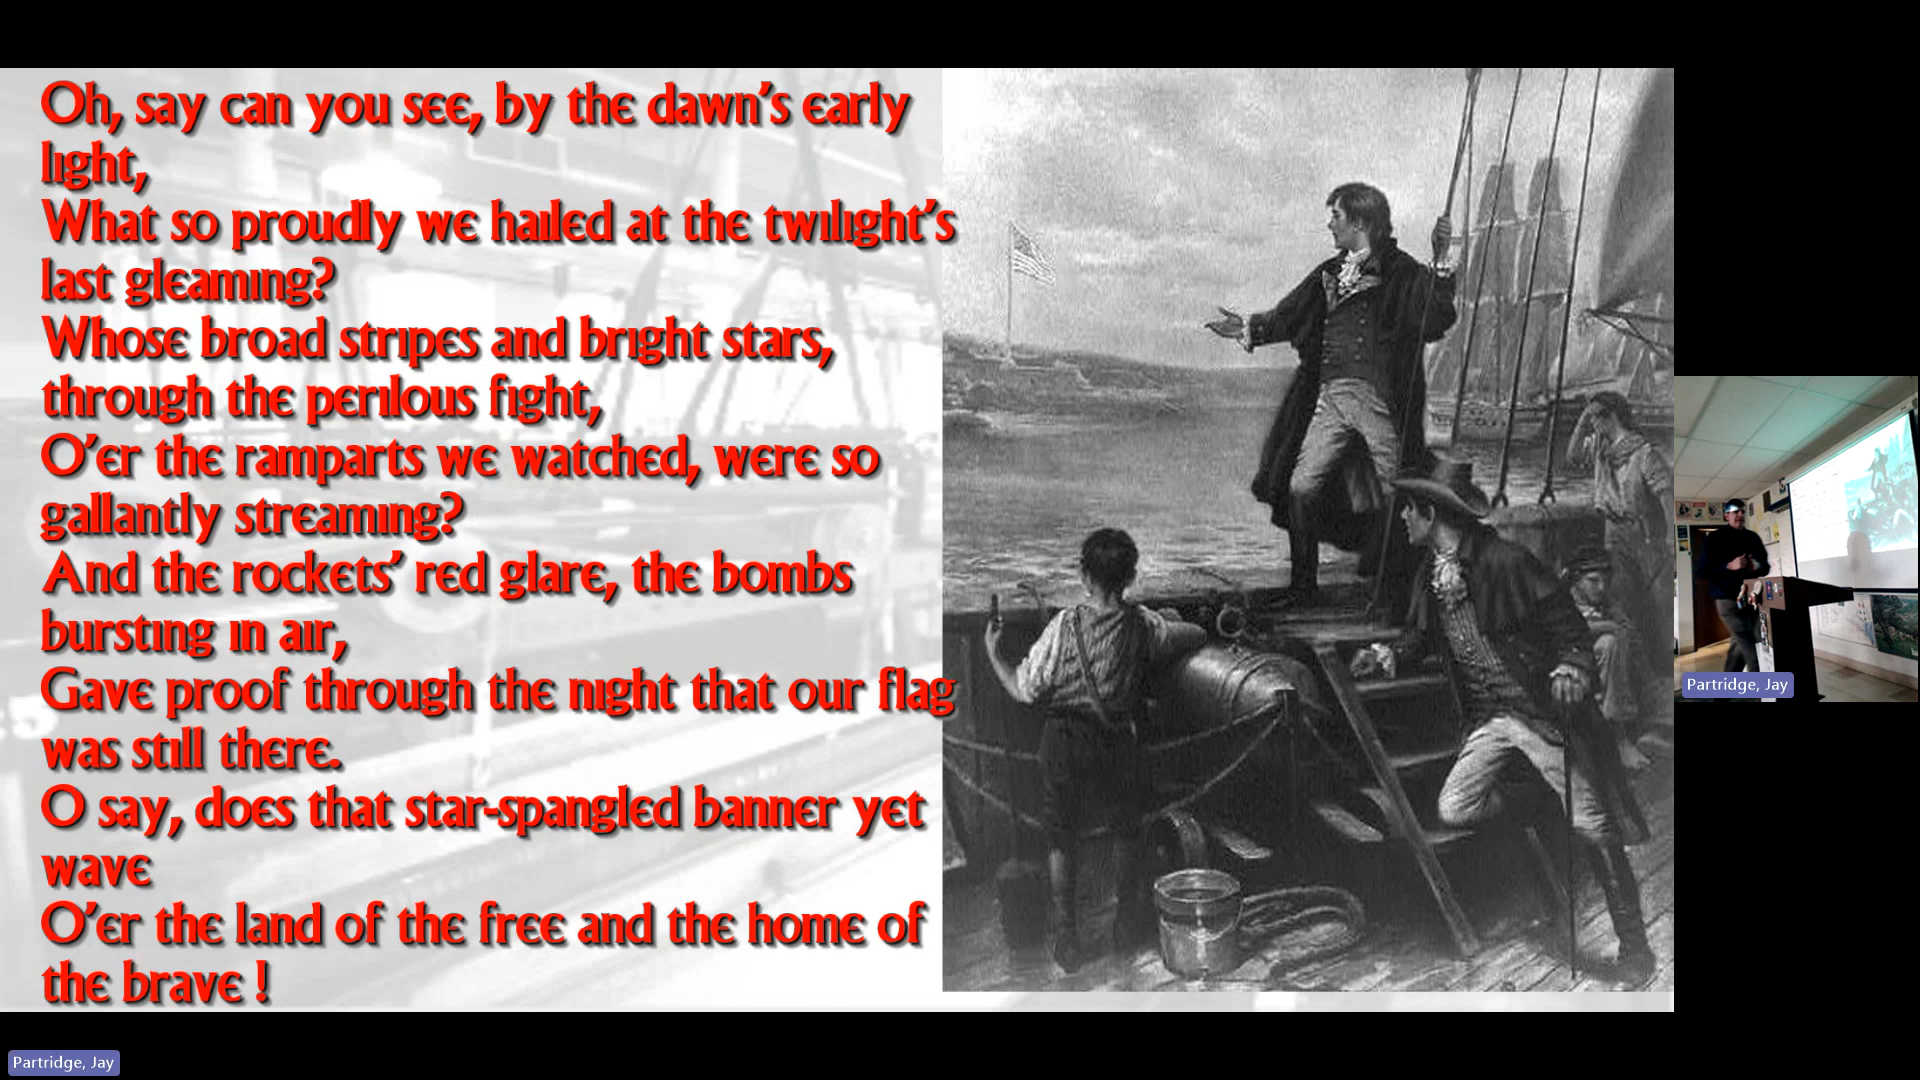 Oh, say can you see, by the dawn's early
light,
What so proudly we hailed at the twilight's
last gleaming?
Whose broad stripes and bright stars,
through the perilous fight,
O'er the ramparts we watched, were so
gallantly streaming?
And the rockets' red glare, the bombs
bursting in air,
Gave proof through the night that our flag
was still there.
O say, does that star-spangled banner yet
wave
O'er the land of the free and the home of
the brave !
Partridge, Jay
Partridge, Jay